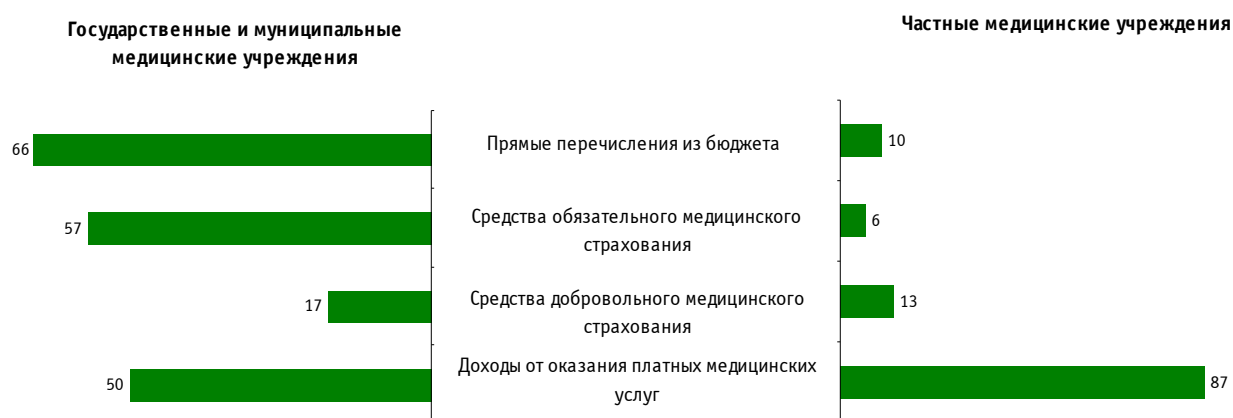 Государственные и муниципальные
медицинские учреждения
Частные медицинские учреждения
66
Прямые перечисления из бюджета
10
57
Средства обязательного медицинского
страхования
6
17
Средства добровольного медицинского
страхования
13
50
Доходы от оказания платных медицинских
услуг
87